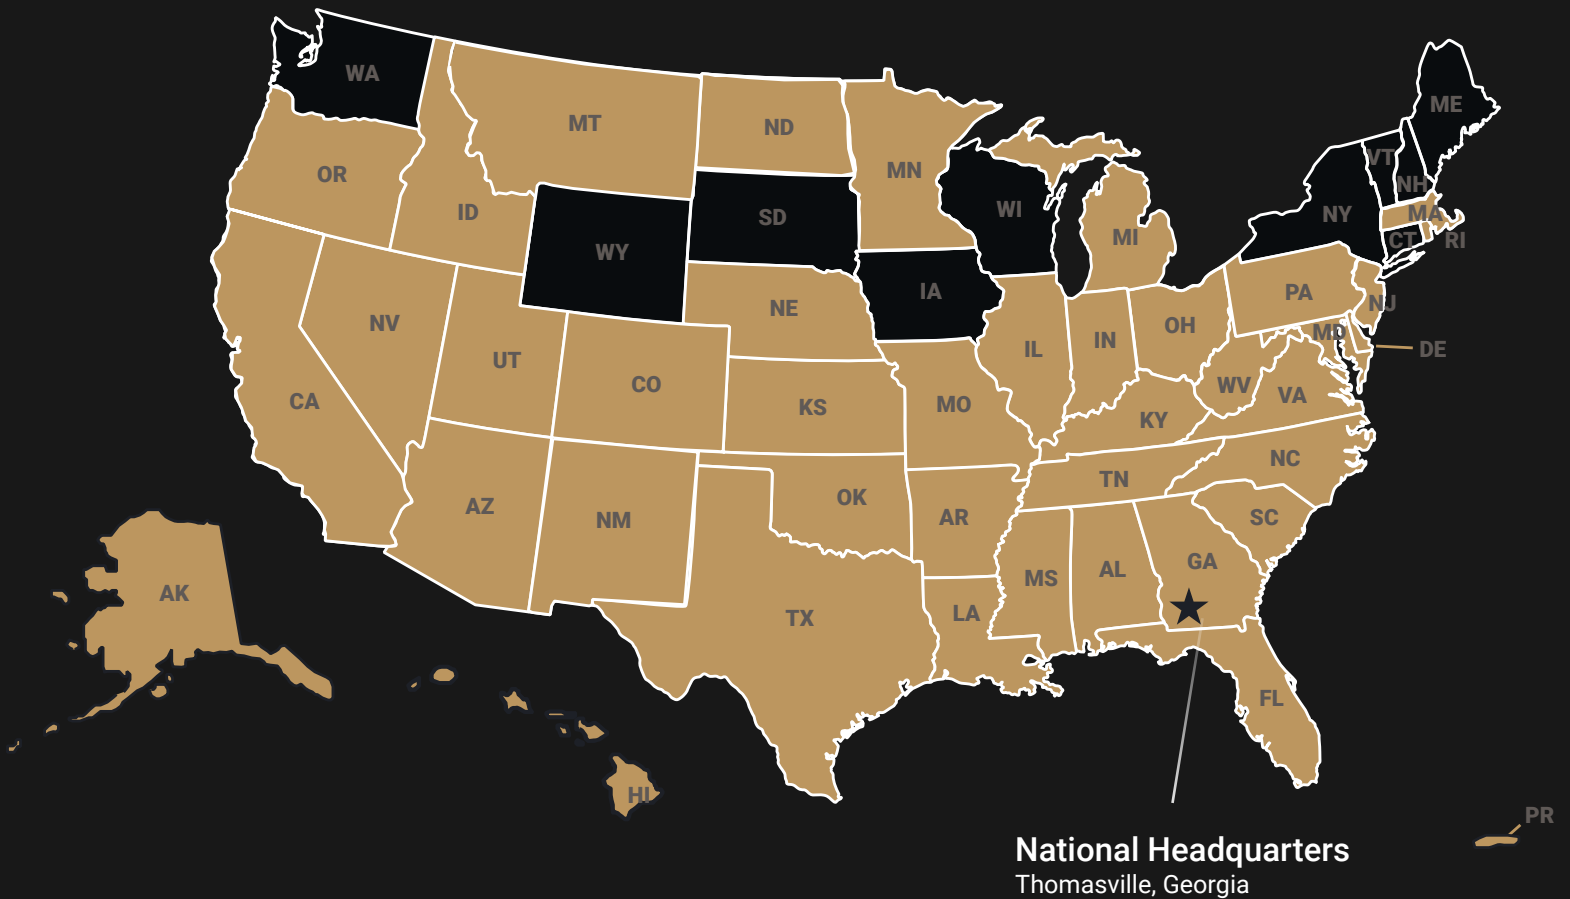 WA
ME
MT
ND
VT
MN
OR
NH
ID
SD
WI
NY
MA
MI
CT
RI
WY
IA
PA
NJ
NE
NV
OH
MD
IN
IL
DE
UT
CO
WV
VA
CA
KS
MO
KY
NC
TN
OK
AZ
NM
AR
SC
GA
AL
MS
AK
LA
TX
FL
HI
PR
National Headquarters
Thomasville, Georgia